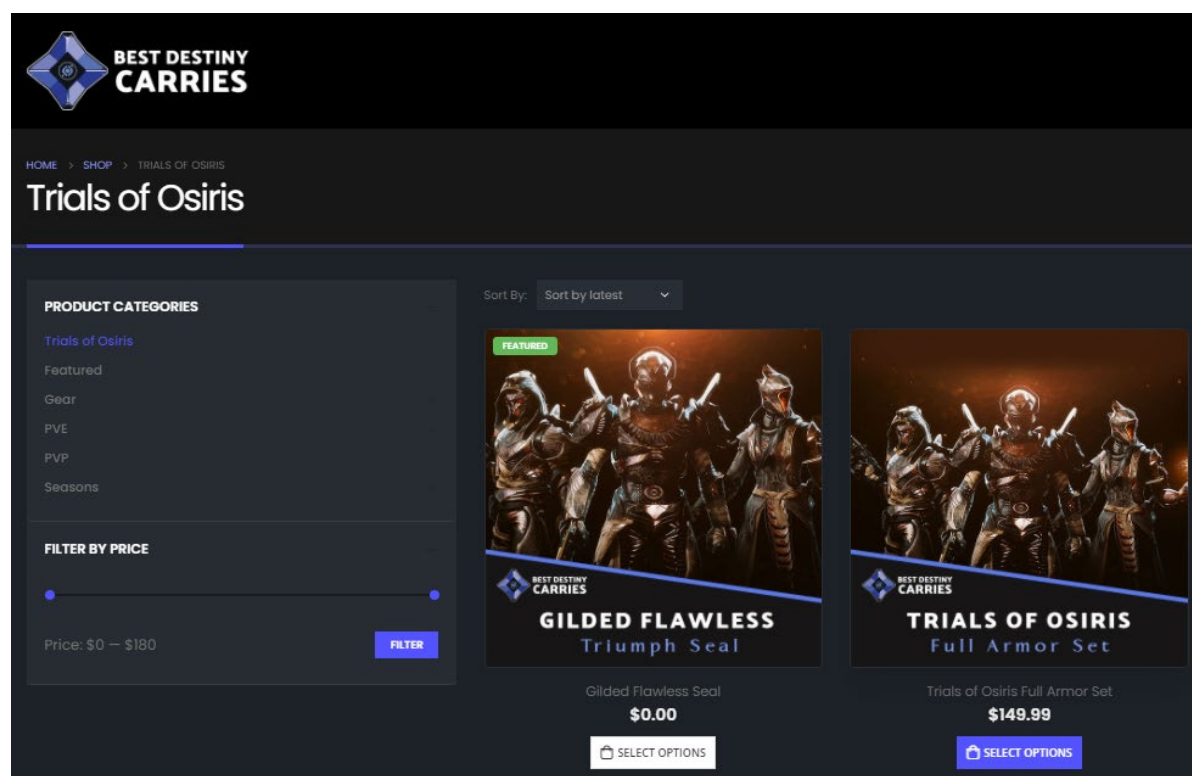 BEST DESTINY
CARRIES
HOME > SHOP > TRIALS OF OSIRIS
Trials of Osiris
PRODUCT CATEGORIES
Trials of Osiris
Featured
Gear
PVE
PVP
Seasons
FILTER BY PRICE
Price: $0 — $180
FILTER
Sort By: Sort by latest
FEATURED
BEST DESTINY
CARRIES
GILDED FLAWLESS
Triumph Seal
Gilded Flawless Seal
$0.00
SELECT OPTIONS
BEST DESTINY
CARRIES
TRIALS OF OSIRIS
Full Armor Set
Trials of Osiris Full Armor Set
$149.99
SELECT OPTIONS